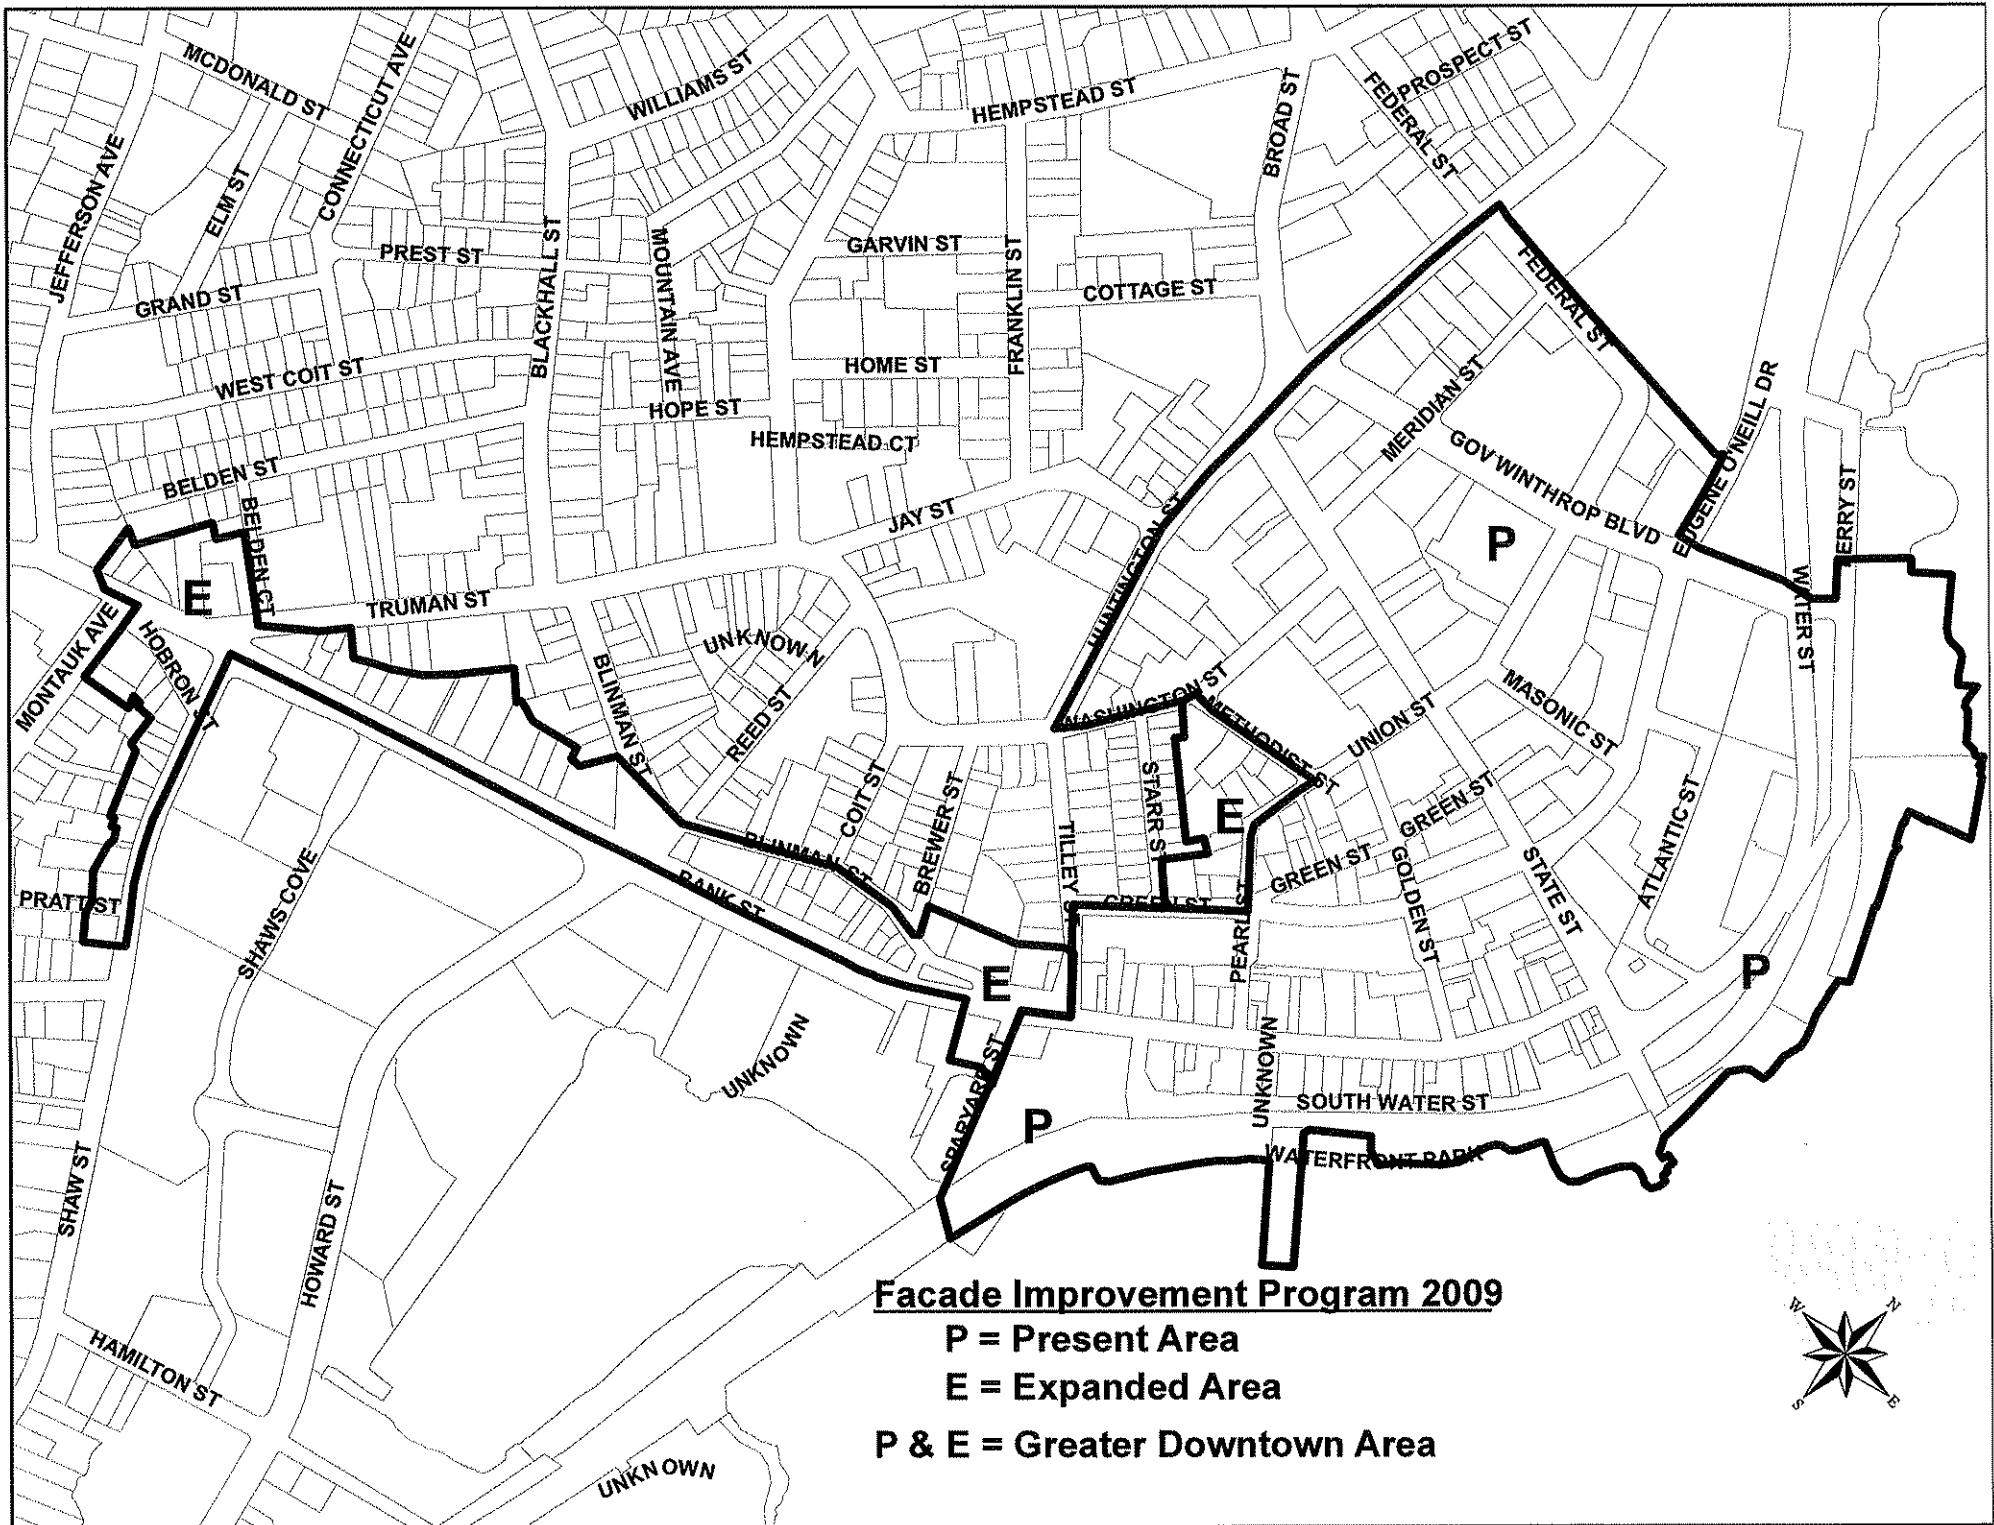 MCDONALD ST
CONNECTICUT AVE
WILLIAMS ST
HEMPSTEAD ST
BROAD ST
FEDERAL ST
PROSPECT ST
JEFFERSON AVE
ELM ST
PREST ST
BLACKHALL ST
MOUNTAIN AVE
GARVIN ST
FRANKLIN ST
COTTAGE ST
FEDERAL ST
GRAND ST
WEST COIT ST
HOME ST
HOPE ST
HEMPSTEAD CT
MERIDIAN ST
GOV WINTHROP BLVD
EUGENE O'NEILL DR
BELDEN ST
BELDEN CT
JAY ST
HUNTINGTON ST
P
FERRY ST
WATER ST
E
TRUMAN ST
MONTAUK AVE
HOBRON ST
BLINMAN ST
UNKNOWN
REED ST
WASHINGTON ST
METHODIST ST
UNION ST
MASONIC ST
STARR ST
E
COIT ST
BREWER ST
TILLEY ST
GREEN ST
ATLANTIC ST
BLINMAN ST
BANK ST
GREEN ST
GREEN ST
GOLDEN ST
STATE ST
PRATT ST
SHAWS COVE
PEARL ST
E
P
UNKNOWN
SPARYARD ST
UNKNOWN
P
SOUTH WATER ST
WATERFRONT PARK
SHAW ST
HOWARD ST
HAMILTON ST
UNKNOWN
Facade Improvement Program 2009
P = Present Area
E = Expanded Area
P & E = Greater Downtown Area
W
N
S
E